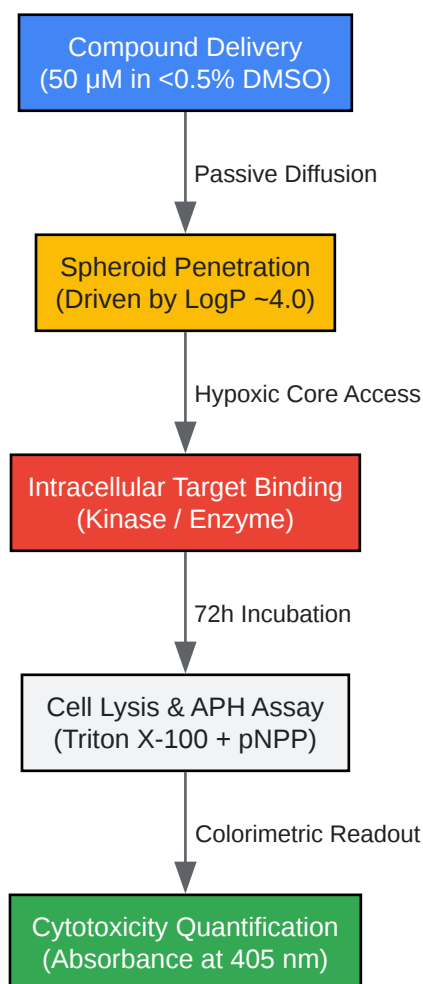 Compound Delivery
(50 µM in <0.5% DMSO)
Passive Diffusion
Spheroid Penetration
(Driven by LogP ~4.0)
Hypoxic Core Access
Intracellular Target Binding
(Kinase / Enzyme)
72h Incubation
Cell Lysis & APH Assay
(Triton X-100 + pNPP)
Colorimetric Readout
Cytotoxicity Quantification
(Absorbance at 405 nm)